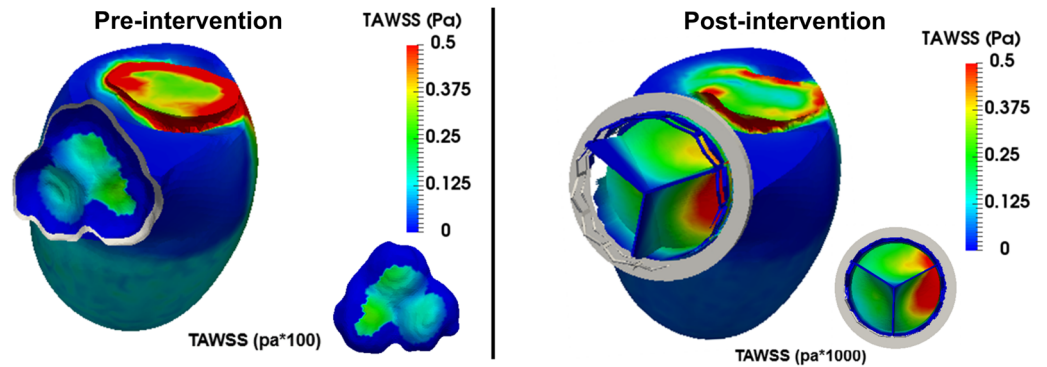 Pre-intervention
TAWSS (Pa)
0.5
0.375
0.25
0.125
0
TAWSS (pa*100)
Post-intervention
TAWSS (Pa)
0.5
0.375
0.25
0.125
0
TAWSS (pa*1000)